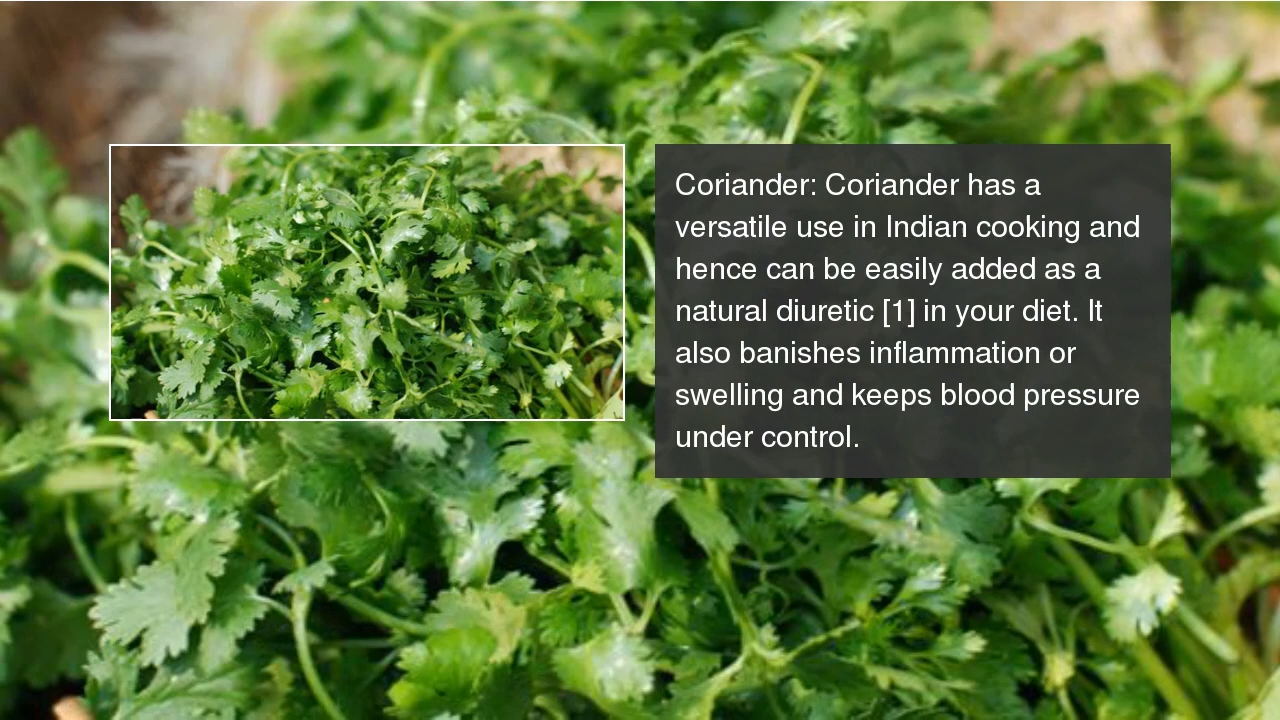 Coriander: Coriander has a
versatile use in Indian cooking and
hence can be easily added as a
natural diuretic [1] in your diet. It
also banishes inflammation or
swelling and keeps blood pressure
under control.